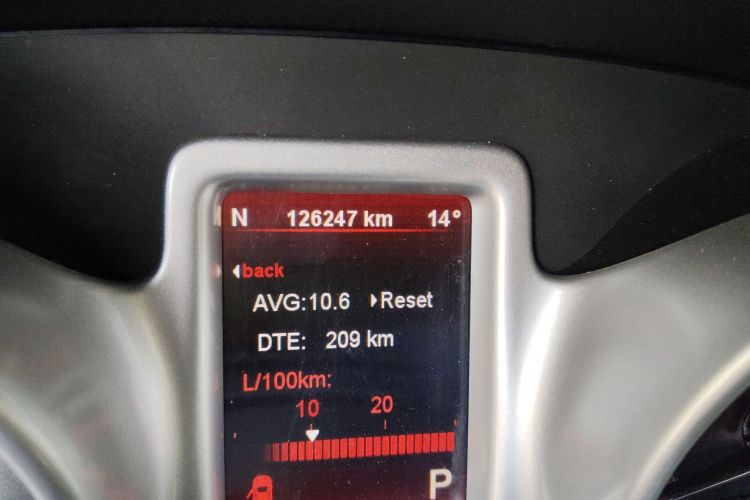 N 126247 km 14°
back
AVG:10.6 Reset
DTE: 209 km
L/100km:
10 20
P